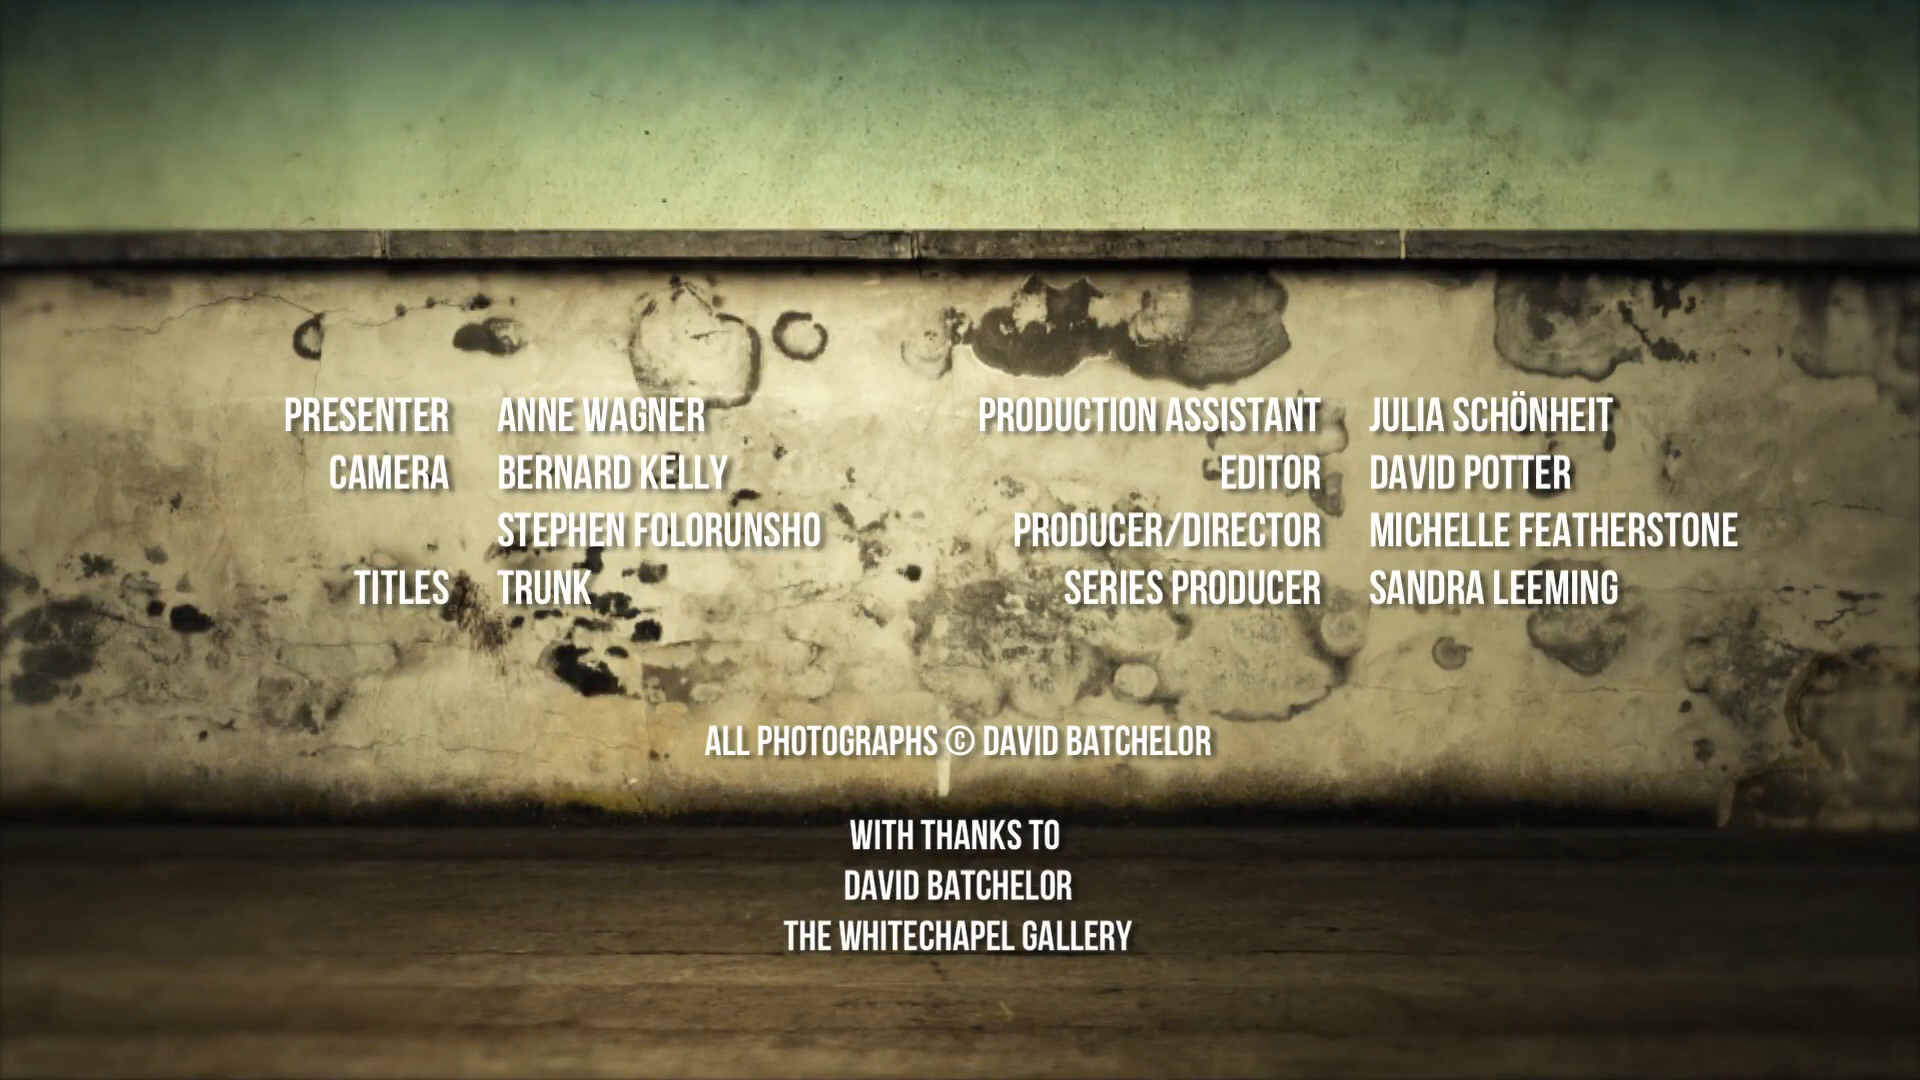 PRESENTER ANNE WAGNER
CAMERA BERNARD KELLY
STEPHEN FOLORUNSHO
TITLES TRUNK
PRODUCTION ASSISTANT JULIA SCHÖNHEIT
EDITOR DAVID POTTER
PRODUCER/DIRECTOR MICHELLE FEATHERSTONE
SERIES PRODUCER SANDRA LEEMING
ALL PHOTOGRAPHS © DAVID BATCHELOR
WITH THANKS TO
DAVID BATCHELOR
THE WHITECHAPEL GALLERY